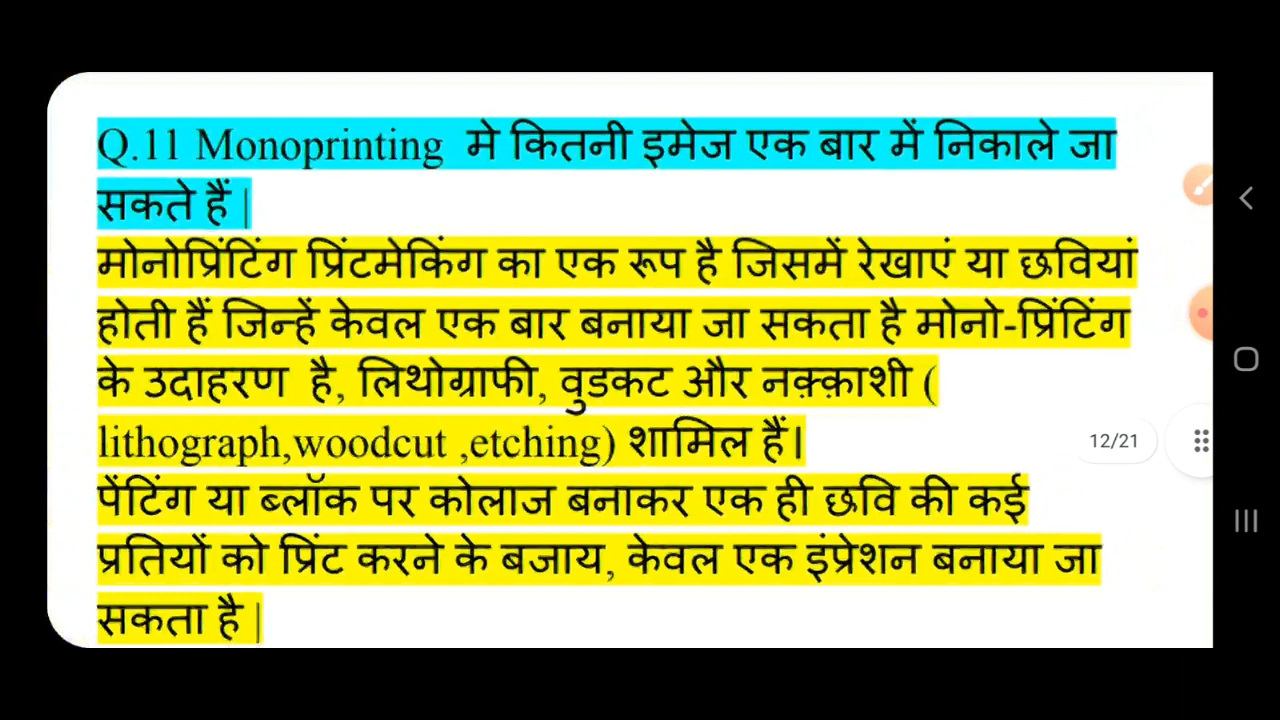 Q.11 Monoprinting मे कितनी इमेज एक बार में निकाले जा
सकते हैं |
मोनोप्रिंटिंग प्रिंटमेकिंग का एक रूप है जिसमें रेखाएं या छवियां
होती हैं जिन्हें केवल एक बार बनाया जा सकता है मोनो-प्रिंटिंग
के उदाहरण है, लिथोग्राफी, वुडकट और नक़्क़ाशी (
lithograph,woodcut ,etching) शामिल हैं।
12/21
पेंटिंग या ब्लॉक पर कोलाज बनाकर एक ही छवि की कई
प्रतियों को प्रिंट करने के बजाय, केवल एक इंप्रेशन बनाया जा
सकता है |